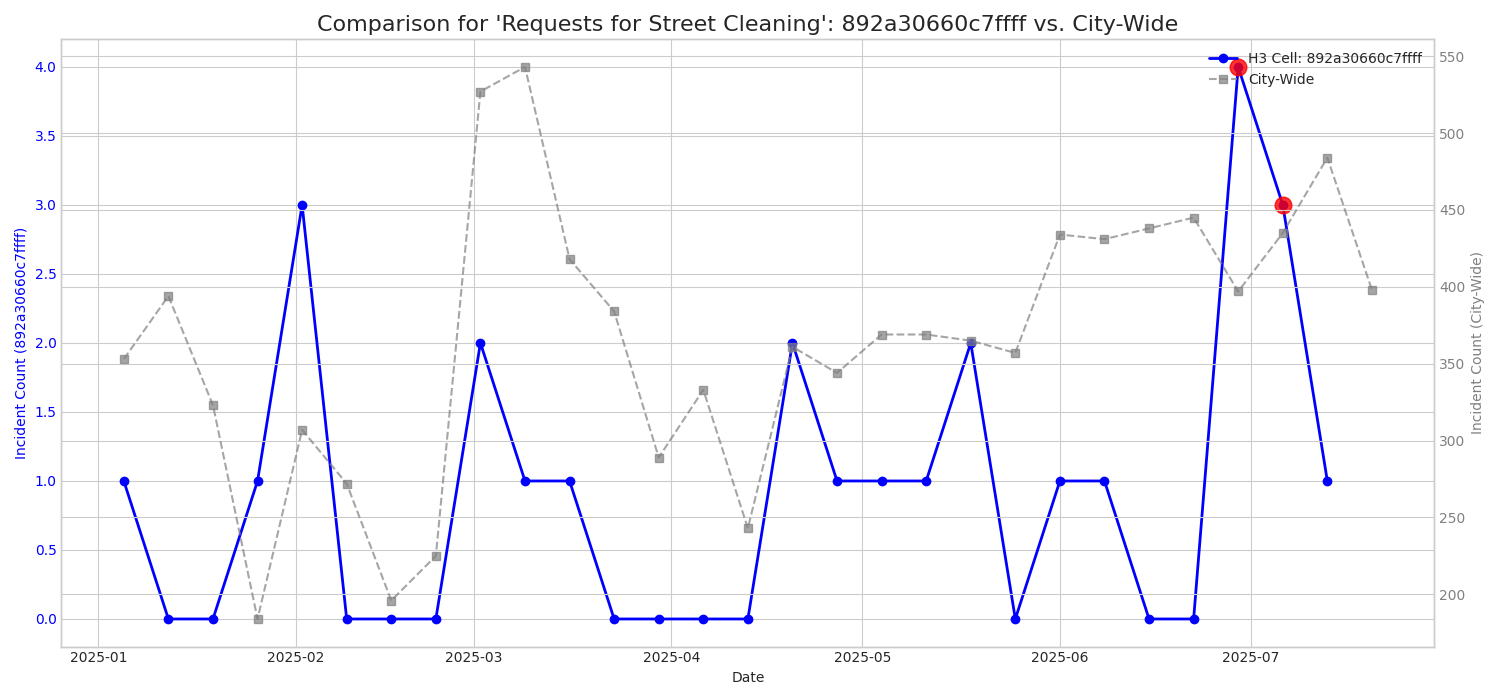 Comparison for 'Requests for Street Cleaning': 892a30660c7ffff vs. City-Wide
H3 Cell: 892a30660c7ffff
City-Wide
Incident Count (892a30660c7ffff)
4.0
3.5
3.0
2.5
2.0
1.5
1.0
0.5
0.0
550
500
450
400
350
300
250
200
Incident Count (City-Wide)
2025-01 2025-02 2025-03 2025-04 2025-05 2025-06 2025-07
Date